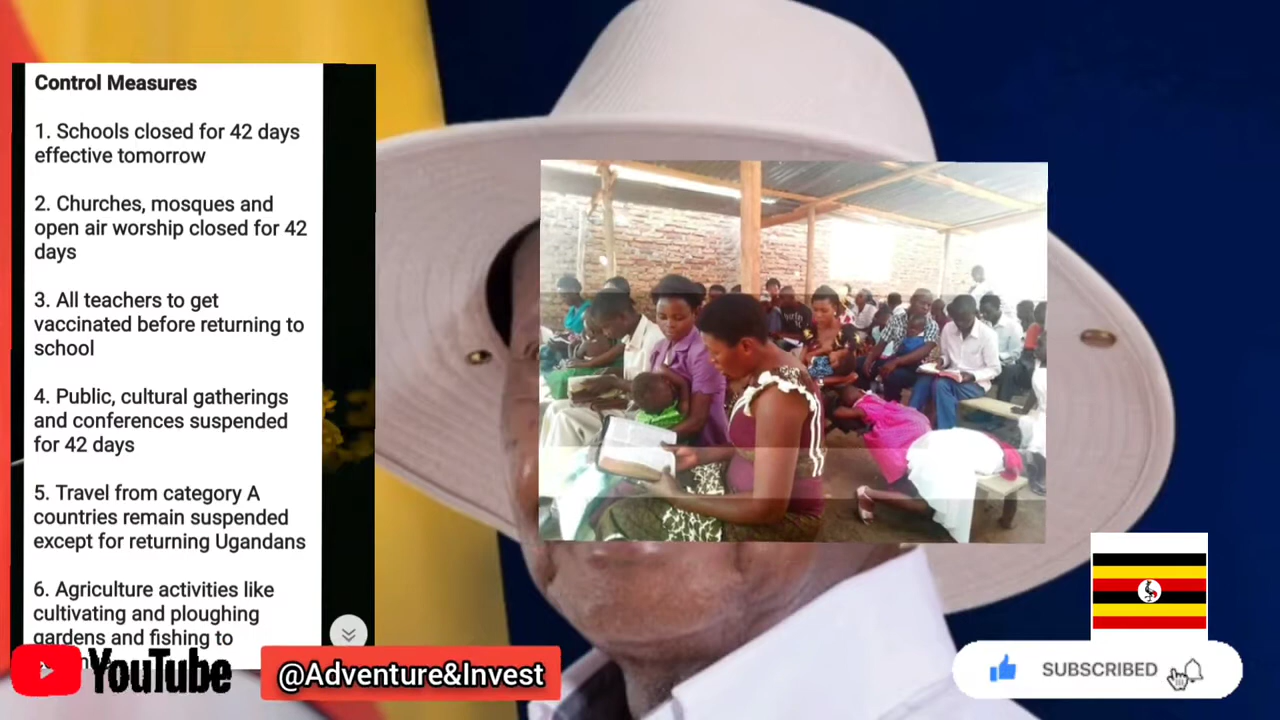 Control Measures
1. Schools closed for 42 days
effective tomorrow
2. Churches, mosques and
open air worship closed for 42
days
3. All teachers to get
vaccinated before returning to
school
4. Public, cultural gatherings
and conferences suspended
for 42 days
5. Travel from category A
countries remain suspended
except for returning Ugandans
6. Agriculture activities like
cultivating and ploughing
gardens and fishing to
YouTube
@Adventure&Invest
SUBSCRIBED